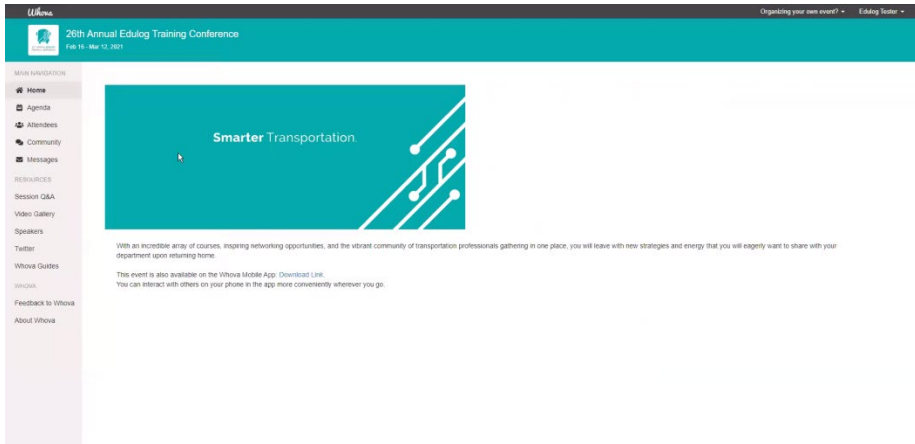 Whova
Organizing your own event?
Edulog Tester
26th Annual Edulog Training Conference
Feb 16 - Mar 12, 2021
MAIN NAVIGATION
Home
Agenda
Attendees
Community
Messages
RESOURCES
Session Q&A
Video Gallery
Speakers
Twitter
Whova Guides
WHOVA
Feedback to Whova
About Whova
Smarter Transportation.
With an incredible array of courses, inspiring networking opportunities, and the vibrant community of transportation professionals gathering in one place, you will leave with new strategies and energy that you will eagerly want to share with your
department upon returning home.
This event is also available on the Whova Mobile App: Download Link.
You can interact with others on your phone in the app more conveniently wherever you go.